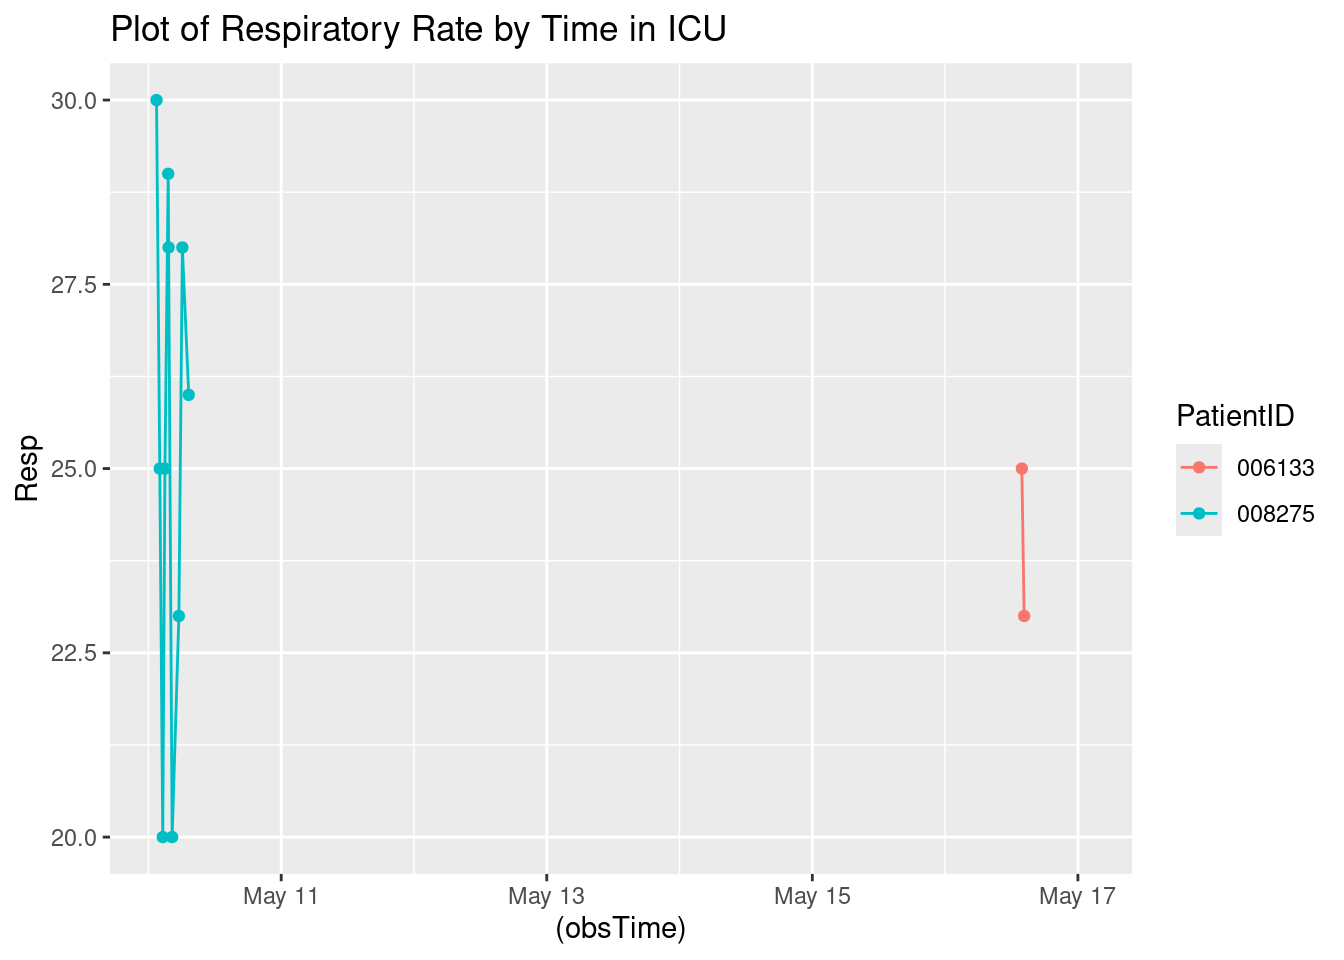 Plot of Respiratory Rate by Time in ICU
30.0
27.5
25.0
22.5
20.0
Resp
May 11
May 13
May 15
May 17
(obsTime)
PatientID
006133
008275